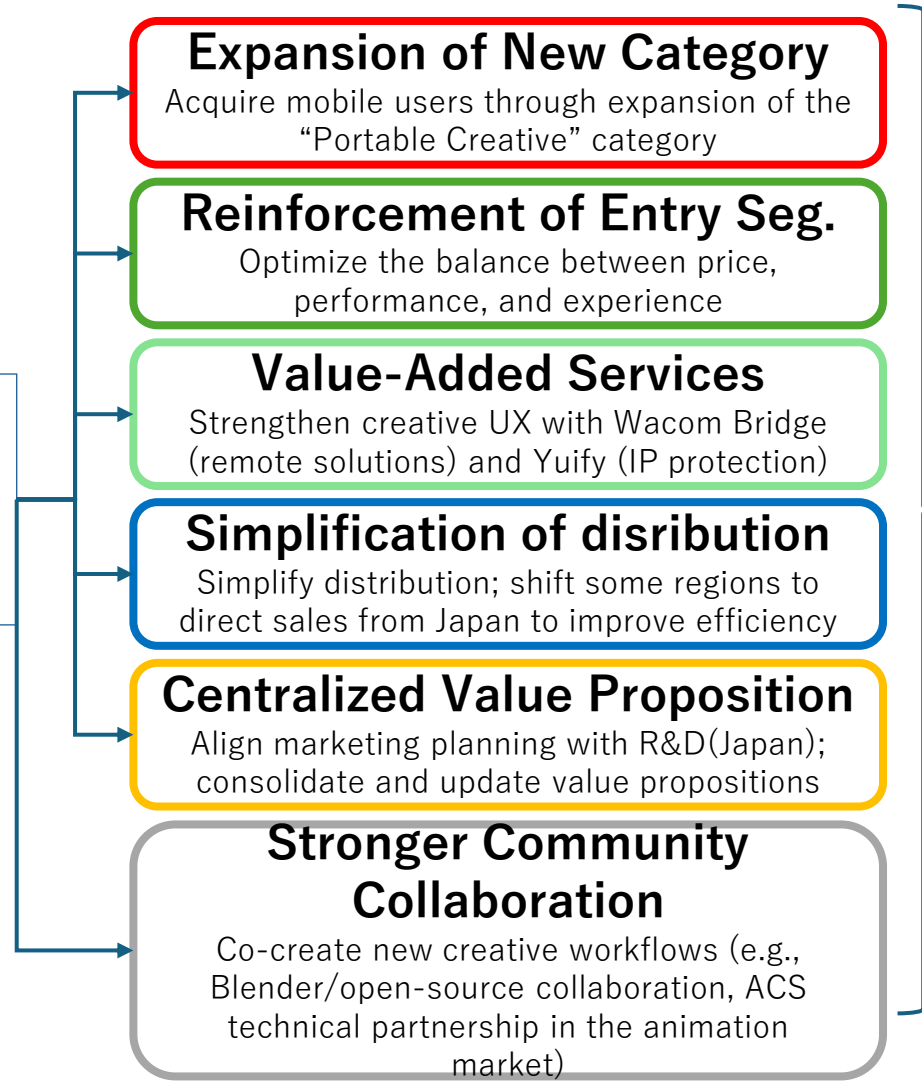 Expansion of New Category
Acquire mobile users through expansion of the
“Portable Creative” category
Reinforcement of Entry Seg.
Optimize the balance between price,
performance, and experience
Value-Added Services
Strengthen creative UX with Wacom Bridge
(remote solutions) and Yuify (IP protection)
Simplification of disribution
Simplify distribution; shift some regions to
direct sales from Japan to improve efficiency
Centralized Value Proposition
Align marketing planning with R&D(Japan);
consolidate and update value propositions
Stronger Community
Collaboration
Co-create new creative workflows (e.g.,
Blender/open-source collaboration, ACS
technical partnership in the animation
market)